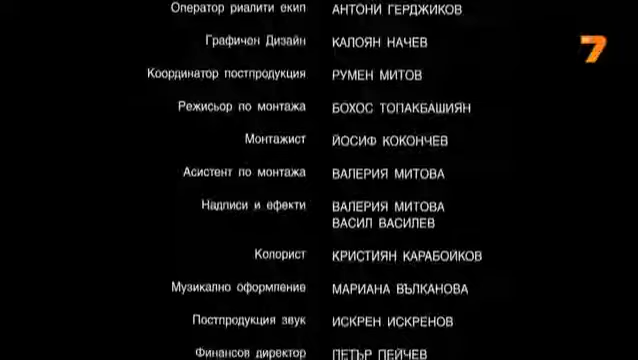 Оператор риалити екип АНТОНИ ГЕРДЖИКОВ
Графичен Дизайн КАЛОЯН НАЧЕВ
7
Координатор постпродукция РУМЕН МИТОВ
Режисьор по монтажа БОХОС ТОПАКБАШИЯН
Монтажист ЙОСИФ КОКОНЧЕВ
Асистент по монтажа ВАЛЕРИЯ МИТОВА
Надписи и ефекти ВАЛЕРИЯ МИТОВА
ВАСИЛ ВАСИЛЕВ
Колорист КРИСТИЯН КАРАБОЙКОВ
Музикално оформление МАРИАНА ВЪЛКАНОВА
Постпродукция звук ИСКРЕН ИСКРЕНОВ
Финансов директор ПЕТЪР ПЕЙЧЕВ